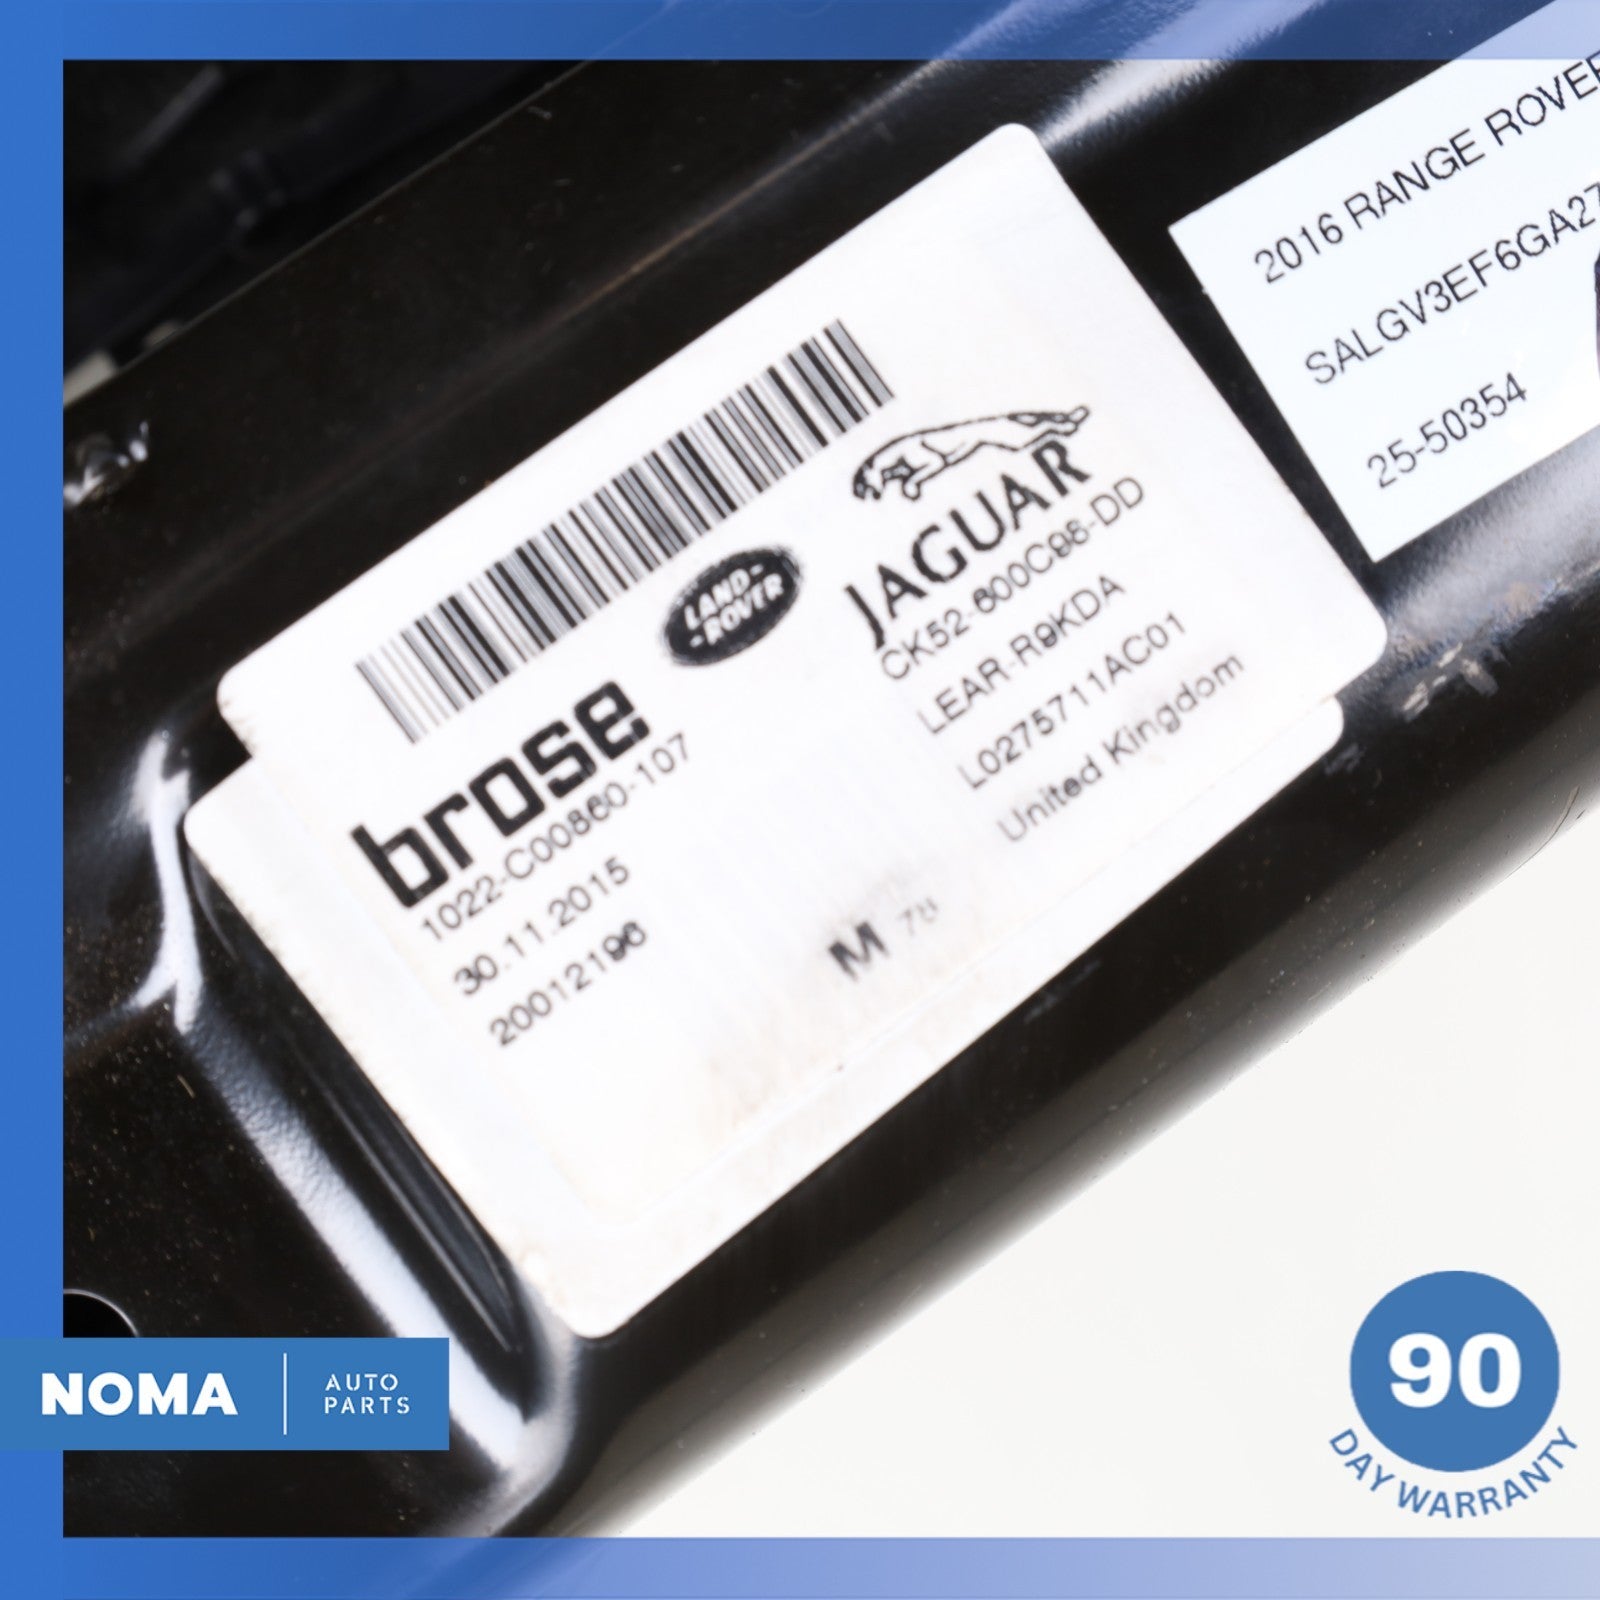 2016 RANGE ROVER
SALGV3EF6GA27
25-50354
LAND-
-ROVER
JAGUAR
CK52-600C96-DD
LEAR-R9KDA
L0275711AC01
United Kingdom
brose
1022-C00860-107
30.11.2015
20012196
M
NOMA
AUTO
PARTS
90
DAY WARRANTY